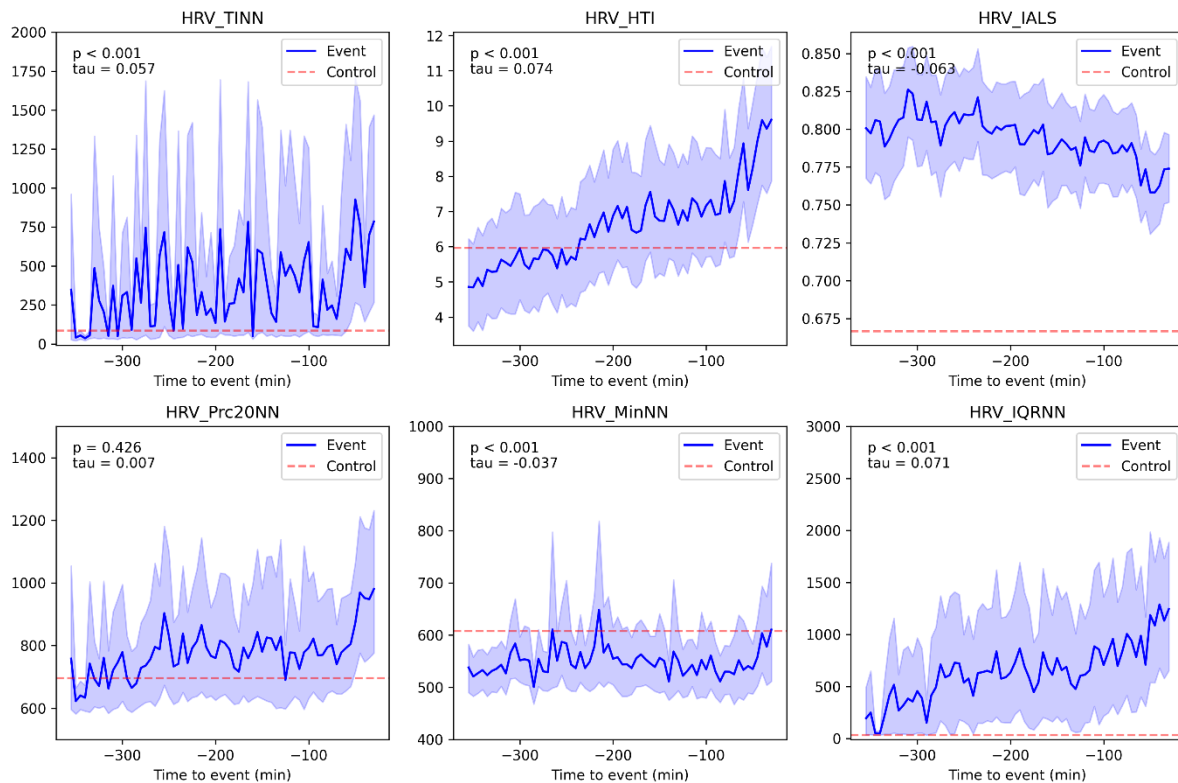 HRV_TINN
p < 0.001
tau = 0.057
Event
Control
2000
1750
1500
1250
1000
750
500
250
0
−300
−200
−100
Time to event (min)
HRV_HTI
p < 0.001
tau = 0.074
Event
Control
12
11
10
9
8
7
6
5
4
−300
−200
−100
Time to event (min)
HRV_IALS
p < 0.001
tau = -0.063
Event
Control
0.850
0.825
0.800
0.775
0.750
0.725
0.700
0.675
−300
−200
−100
Time to event (min)
HRV_Prc20NN
p = 0.426
tau = 0.007
Event
Control
1400
1200
1000
800
600
−300
−200
−100
Time to event (min)
HRV_MinNN
p < 0.001
tau = -0.037
Event
Control
1000
900
800
700
600
500
400
−300
−200
−100
Time to event (min)
HRV_IQRNN
p < 0.001
tau = 0.071
Event
Control
3000
2500
2000
1500
1000
500
0
−300
−200
−100
Time to event (min)